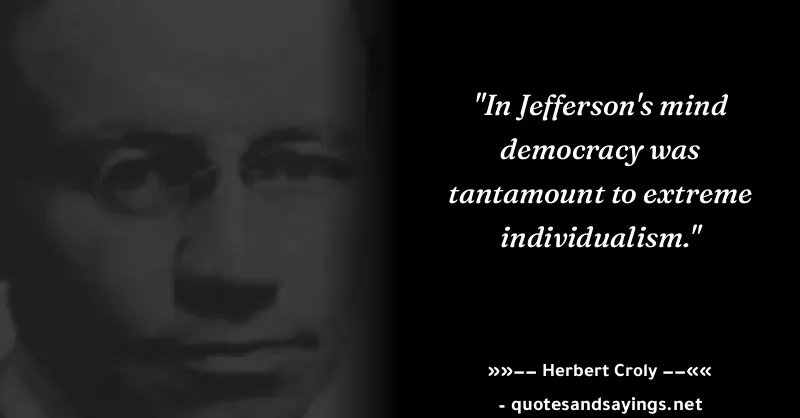 "In Jefferson's mind
democracy was
tantamount to extreme
individualism."
»»–– Herbert Croly ––««
- quotesandsayings.net